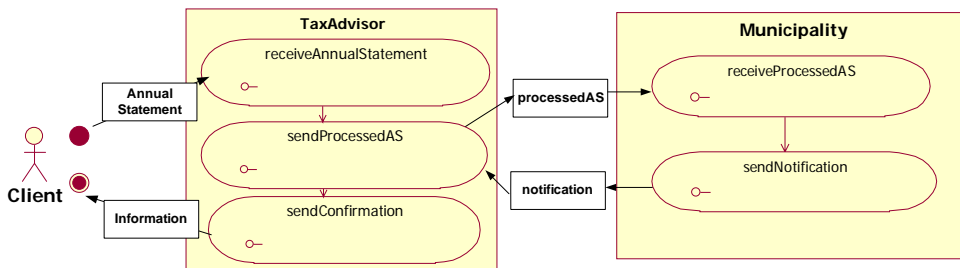 TaxAdvisor
Municipality
receiveAnnualStatement
receiveProcessedAS
Annual
Statement
processedAS
sendProcessedAS
sendNotification
Client
notification
Information
sendConfirmation